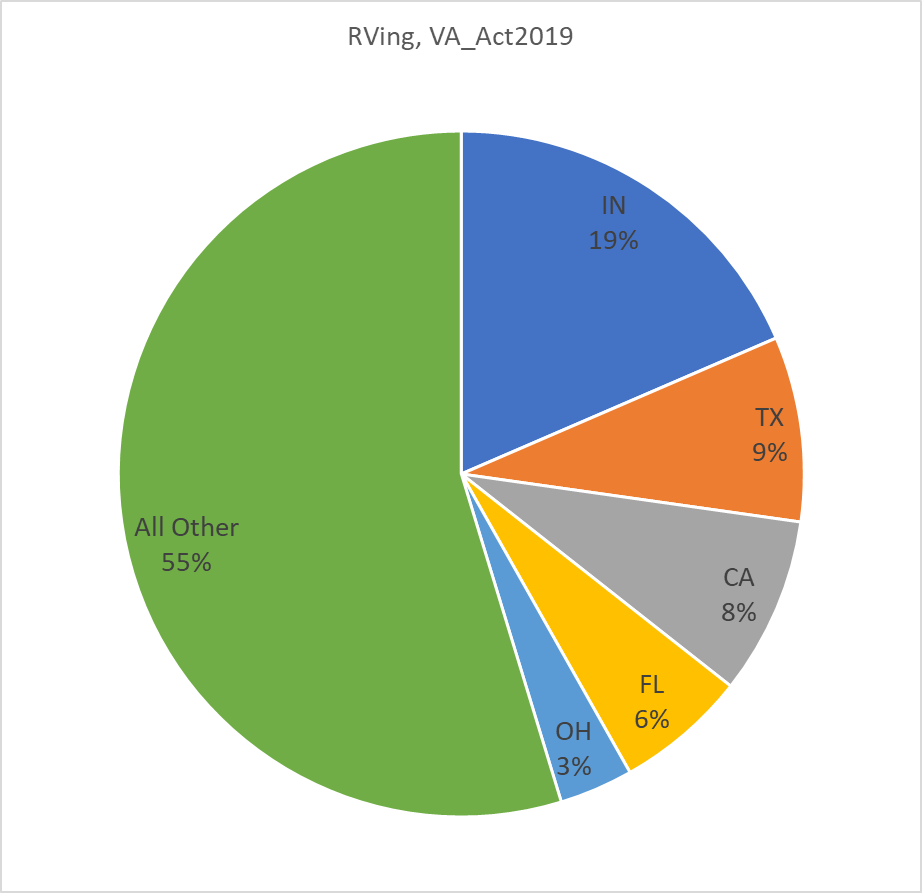 RVing, VA_Act2019
IN
19%
TX
9%
CA
8%
FL
6%
OH
3%
All Other
55%